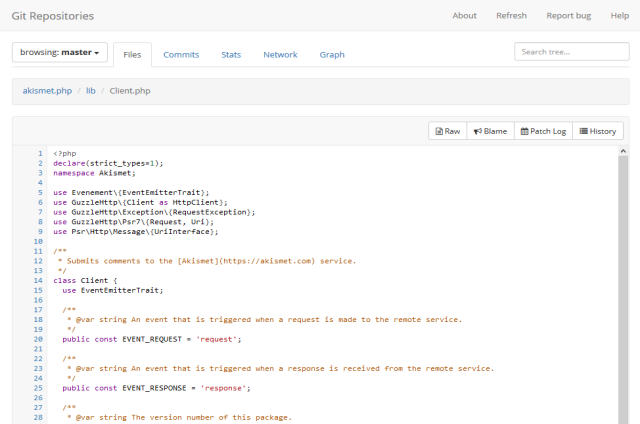 Git Repositories About Refresh Report bug Help
browsing: master Files Commits Stats Network Graph Search tree...
akismet.php / lib / Client.php
Raw Blame Patch Log History
1 <?php
2 declare(strict_types=1);
3 namespace Akismet;
4
5 use Evenement\{EventEmitterTrait};
6 use GuzzleHttp\{Client as HttpClient};
7 use GuzzleHttp\Exception\{RequestException};
8 use GuzzleHttp\Psr7\{Request, Uri};
9 use Psr\Http\Message\{UriInterface};
10
11 /**
12  * Submits comments to the [Akismet](https://akismet.com) service.
13  */
14 class Client {
15   use EventEmitterTrait;
16
17   /**
18    * @var string An event that is triggered when a request is made to the remote service.
19    */
20   public const EVENT_REQUEST = 'request';
21
22   /**
23    * @var string An event that is triggered when a response is received from the remote service.
24    */
25   public const EVENT_RESPONSE = 'response';
26
27   /**
28    * @var string The version number of this package.